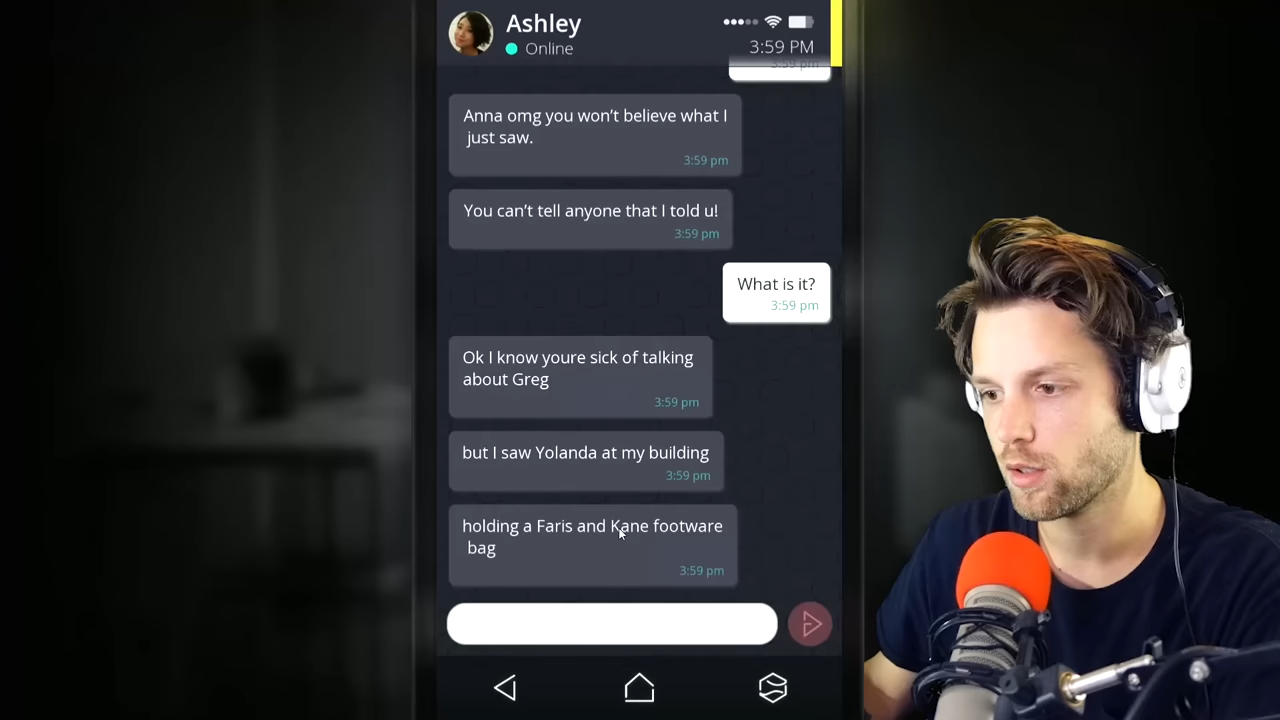 Ashley
Online
3:59 PM
3:59 pm
Anna omg you won't believe what I
just saw.
3:59 pm
You can't tell anyone that I told u!
3:59 pm
What is it?
3:59 pm
Ok I know youre sick of talking
about Greg
3:59 pm
but I saw Yolanda at my building
3:59 pm
holding a Faris and Kane footware
bag
3:59 pm